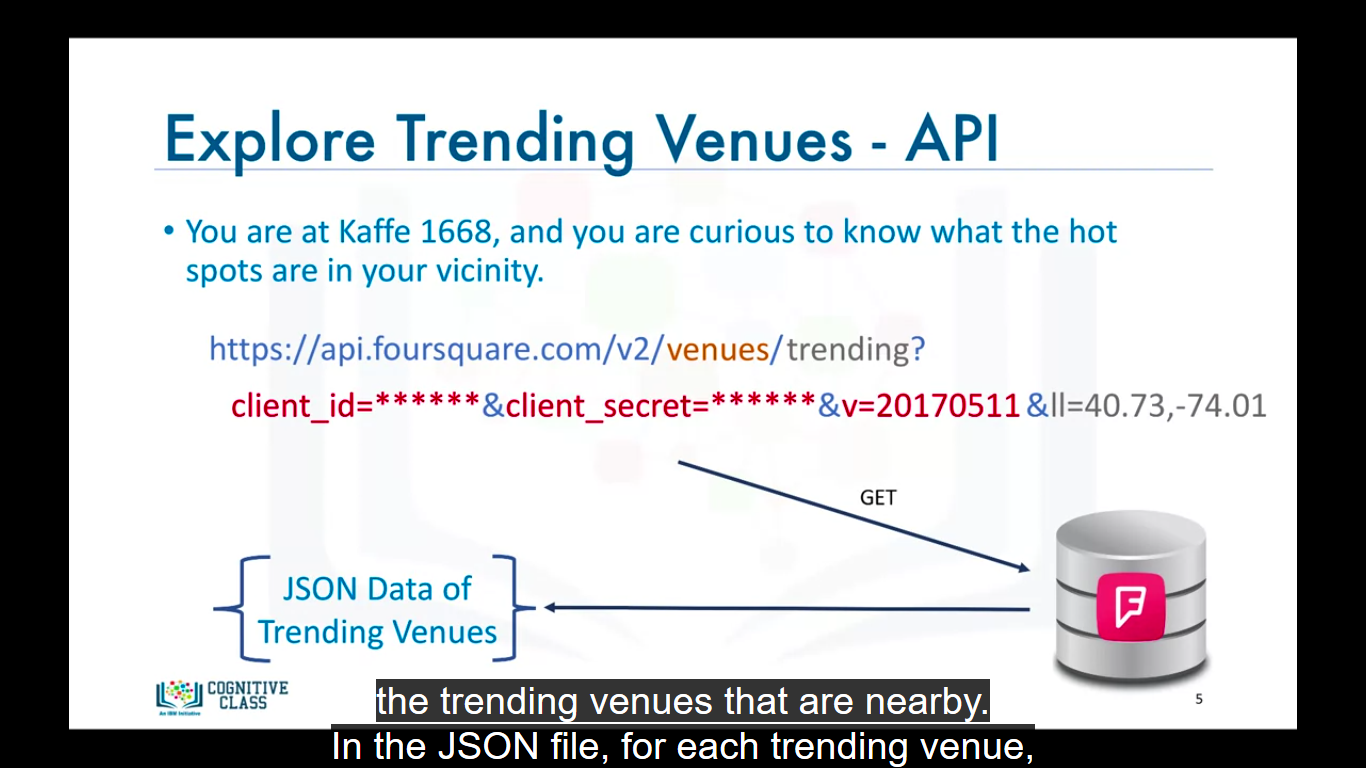 Explore Trending Venues - API
• You are at Kaffe 1668, and you are curious to know what the hot
spots are in your vicinity.
https://api.foursquare.com/v2/venues/trending?
client_id=******&client_secret=******&v=20170511 &ll=40.73,-74.01
GET
JSON Data of
Trending Venues
COGNITIVE
CLASS
An IBM Initiative
5
the trending venues that are nearby.
In the JSON file, for each trending venue,